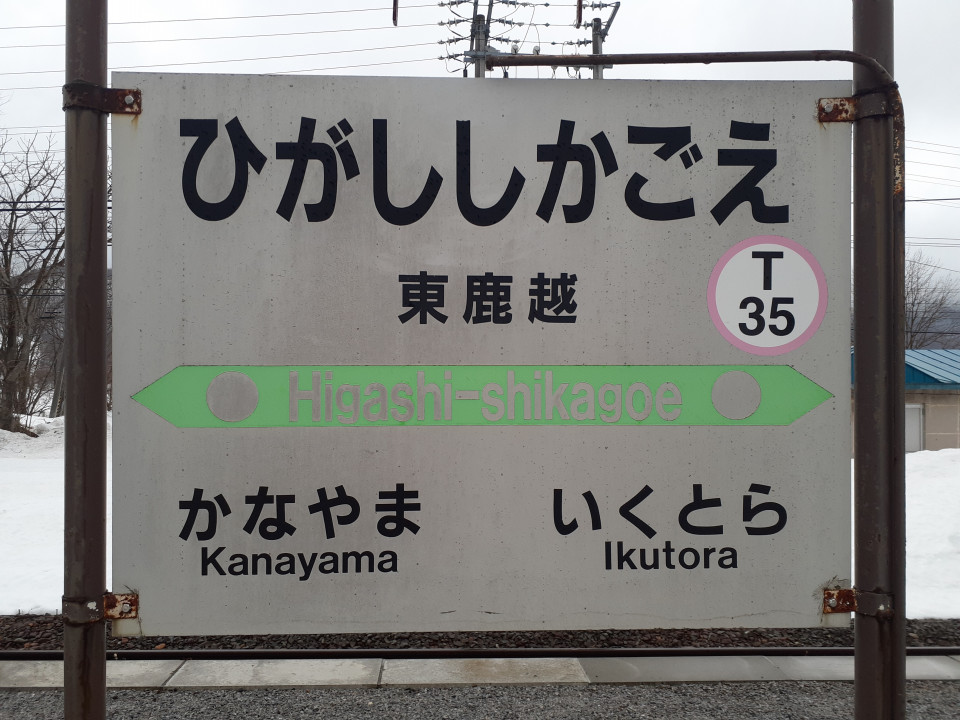 ひがししかごえ
東鹿越
T
35
Higashi-shikagoe
かなやま
Kanayama
いくとら
Ikutora